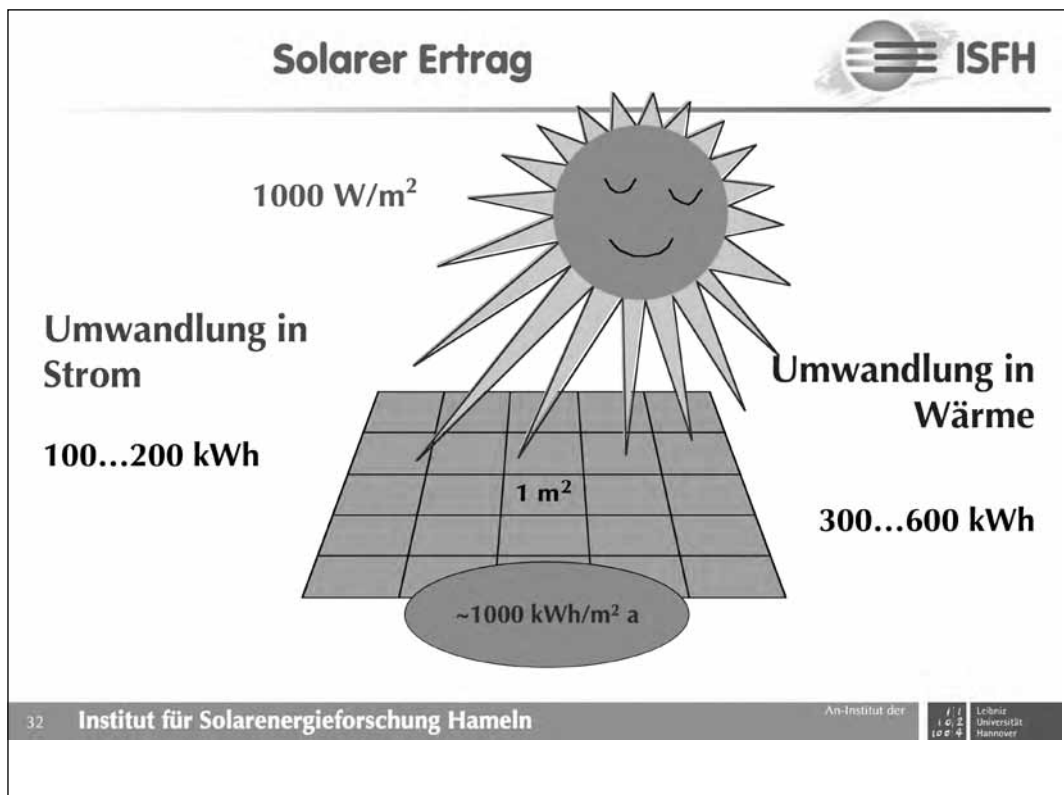 Solarer Ertrag
ISFH
1000 W/m²
Umwandlung in
Strom
100...200 kWh
Umwandlung in
Wärme
300...600 kWh
1 m²
~1000 kWh/m² a
32 Institut für Solarenergieforschung Hameln
An-Institut der
Leibniz
Universität
Hannover